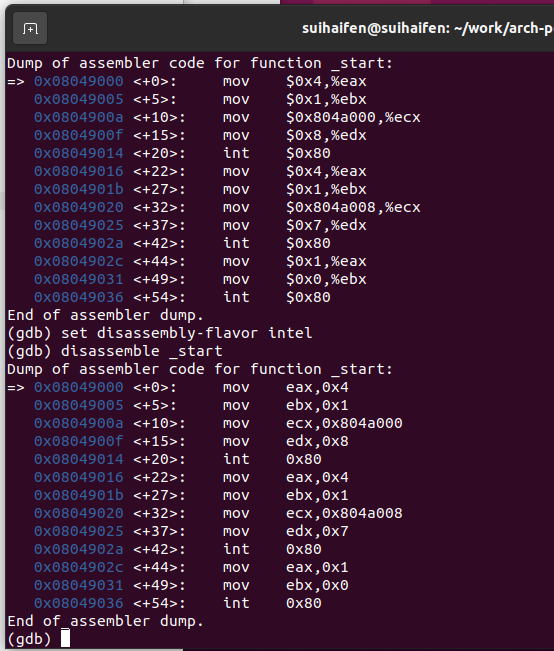 suihaifen@suihaifen: ~/work/arch-p
Dump of assembler code for function _start:
=> 0x08049000 <+0>:     mov    $0x4,%eax
   0x08049005 <+5>:     mov    $0x1,%ebx
   0x0804900a <+10>:    mov    $0x804a000,%ecx
   0x0804900f <+15>:    mov    $0x8,%edx
   0x08049014 <+20>:    int    $0x80
   0x08049016 <+22>:    mov    $0x4,%eax
   0x0804901b <+27>:    mov    $0x1,%ebx
   0x08049020 <+32>:    mov    $0x804a008,%ecx
   0x08049025 <+37>:    mov    $0x7,%edx
   0x0804902a <+42>:    int    $0x80
   0x0804902c <+44>:    mov    $0x1,%eax
   0x08049031 <+49>:    mov    $0x0,%ebx
   0x08049036 <+54>:    int    $0x80
End of assembler dump.
(gdb) set disassembly-flavor intel
(gdb) disassemble _start
Dump of assembler code for function _start:
=> 0x08049000 <+0>:     mov    eax,0x4
   0x08049005 <+5>:     mov    ebx,0x1
   0x0804900a <+10>:    mov    ecx,0x804a000
   0x0804900f <+15>:    mov    edx,0x8
   0x08049014 <+20>:    int    0x80
   0x08049016 <+22>:    mov    eax,0x4
   0x0804901b <+27>:    mov    ebx,0x1
   0x08049020 <+32>:    mov    ecx,0x804a008
   0x08049025 <+37>:    mov    edx,0x7
   0x0804902a <+42>:    int    0x80
   0x0804902c <+44>:    mov    eax,0x1
   0x08049031 <+49>:    mov    ebx,0x0
   0x08049036 <+54>:    int    0x80
End of assembler dump.
(gdb)